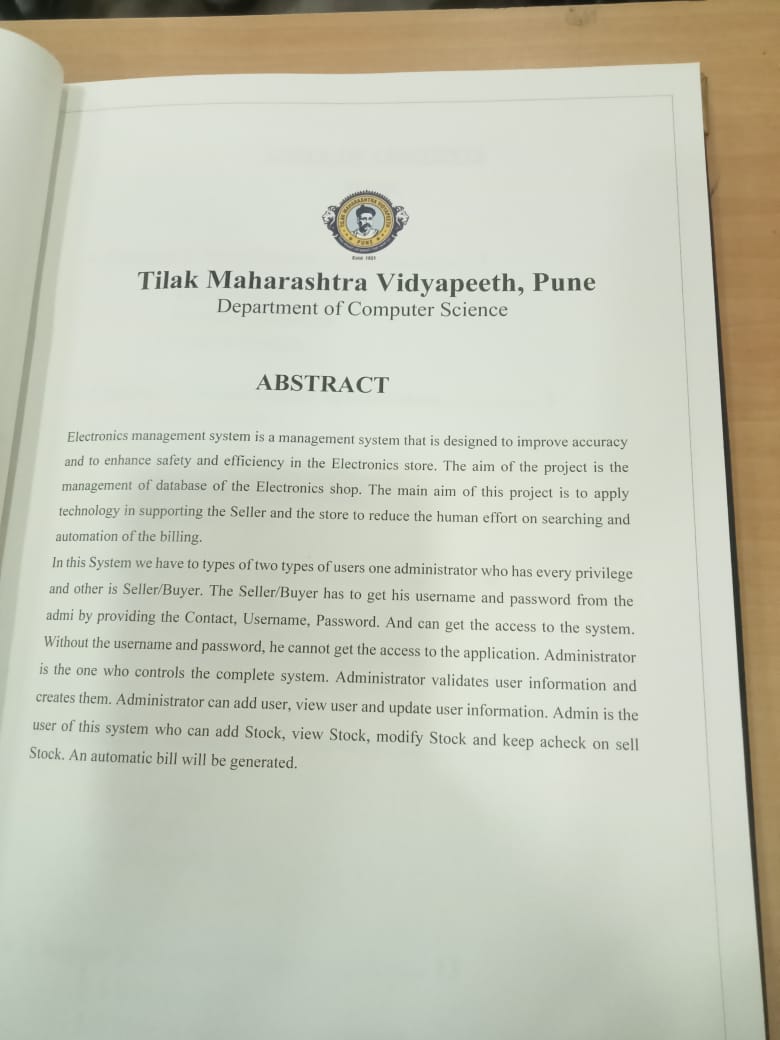 TILAK MAHARASHTRA VIDYAPEETH
PUNE
Estd. 1921
Tilak Maharashtra Vidyapeeth, Pune
Department of Computer Science
ABSTRACT
Electronics management system is a management system that is designed to improve accuracy
and to enhance safety and efficiency in the Electronics store. The aim of the project is the
management of database of the Electronics shop. The main aim of this project is to apply
technology in supporting the Seller and the store to reduce the human effort on searching and
automation of the billing.
In this System we have to types of two types of users one administrator who has every privilege
and other is Seller/Buyer. The Seller/Buyer has to get his username and password from the
admi by providing the Contact, Username, Password. And can get the access to the system.
Without the username and password, he cannot get the access to the application. Administrator
is the one who controls the complete system. Administrator validates user information and
creates them. Administrator can add user, view user and update user information. Admin is the
user of this system who can add Stock, view Stock, modify Stock and keep acheck on sell
Stock. An automatic bill will be generated.